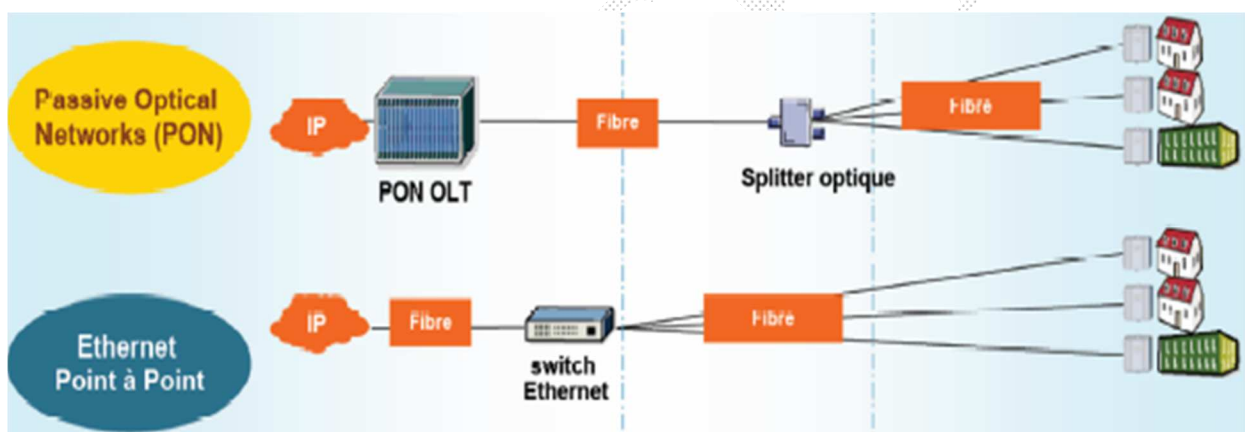 Passive Optical
Networks (PON)
IP
PON OLT
Fibre
Splitter optique
Fibre
Ethernet
Point à Point
IP
Fibre
switch
Ethernet
Fibre